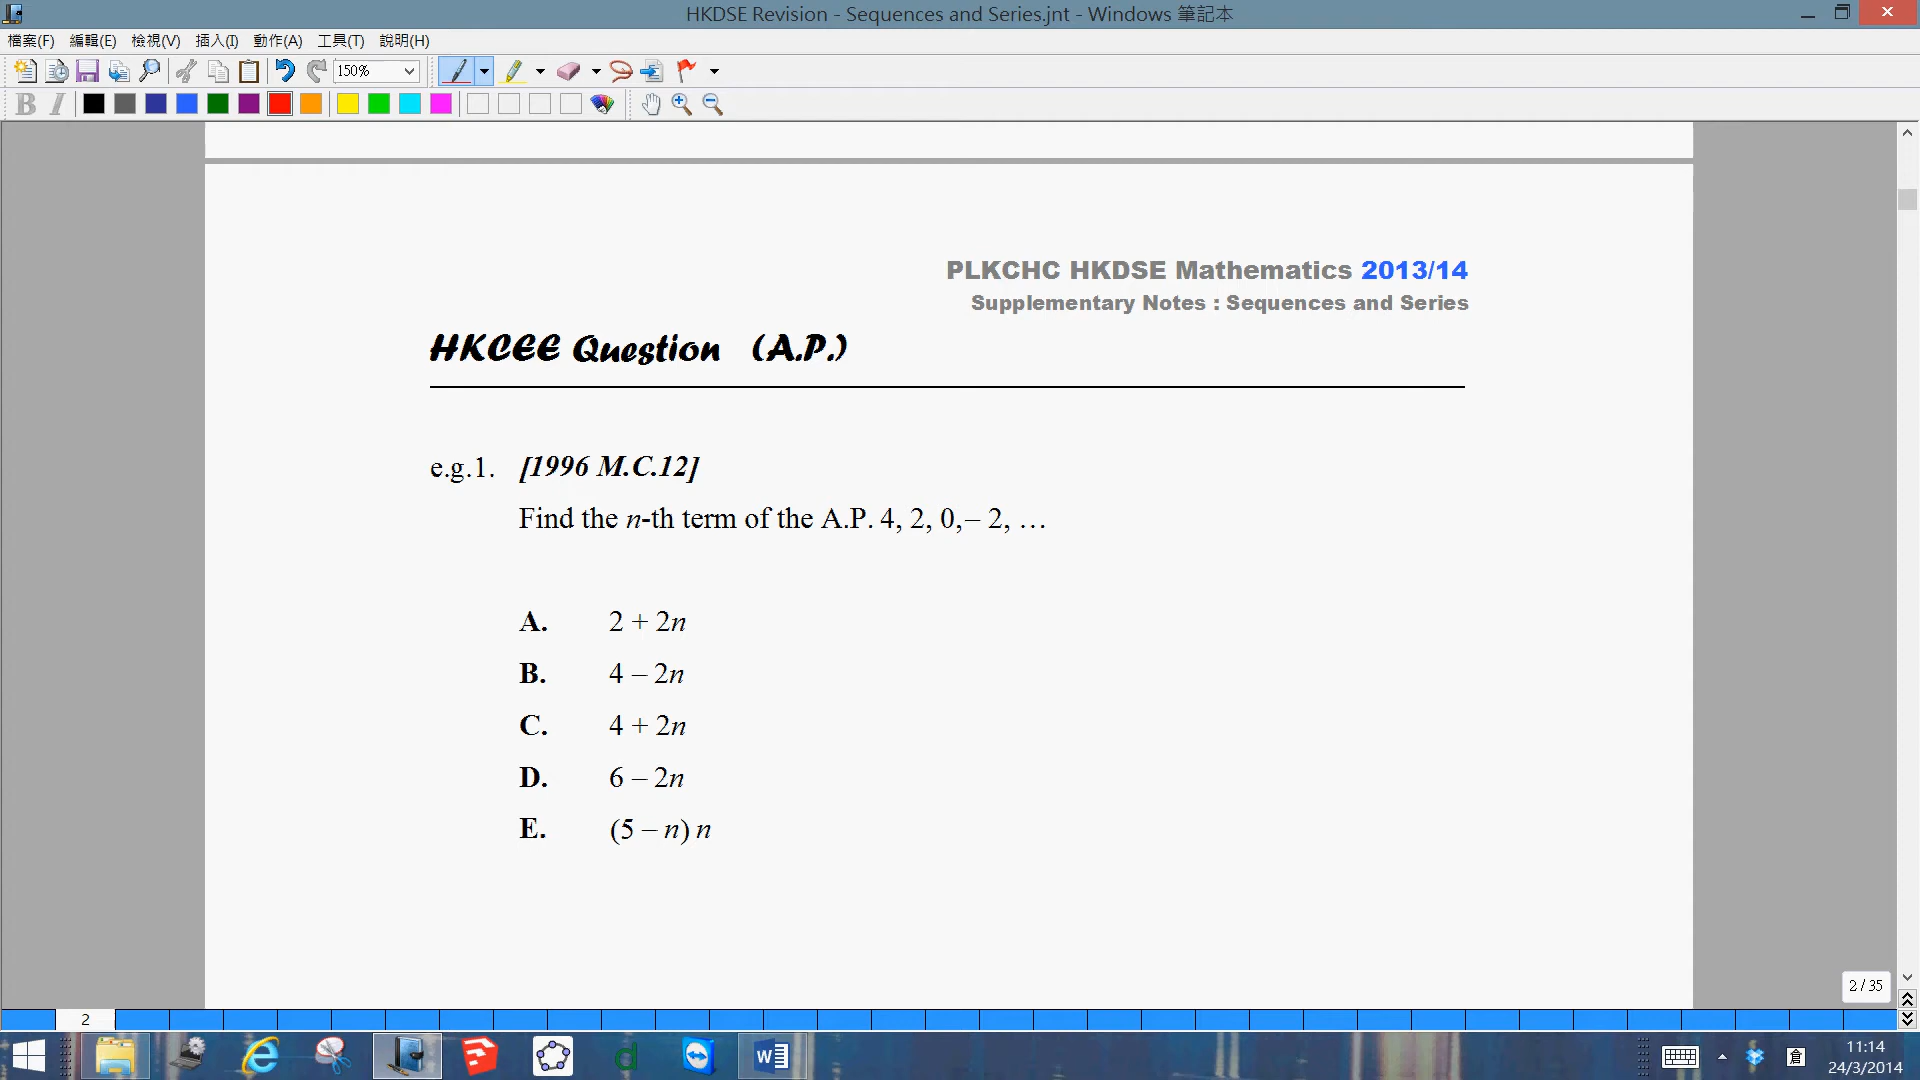 HKDSE Revision - Sequences and Series.jnt - Windows 筆記本
檔案(F) 編輯(E) 檢視(V) 插入(I) 動作(A) 工具(T) 說明(H)
150%
B I
PLKCHC HKDSE Mathematics 2013/14
Supplementary Notes : Sequences and Series
HKCEE Question (A.P.)
e.g.1. [1996 M.C.12]
Find the n-th term of the A.P. 4, 2, 0,– 2, …
A. 2 + 2n
B. 4 – 2n
C. 4 + 2n
D. 6 – 2n
E. (5 – n) n
2 / 35
2
倉
11:14
24/3/2014